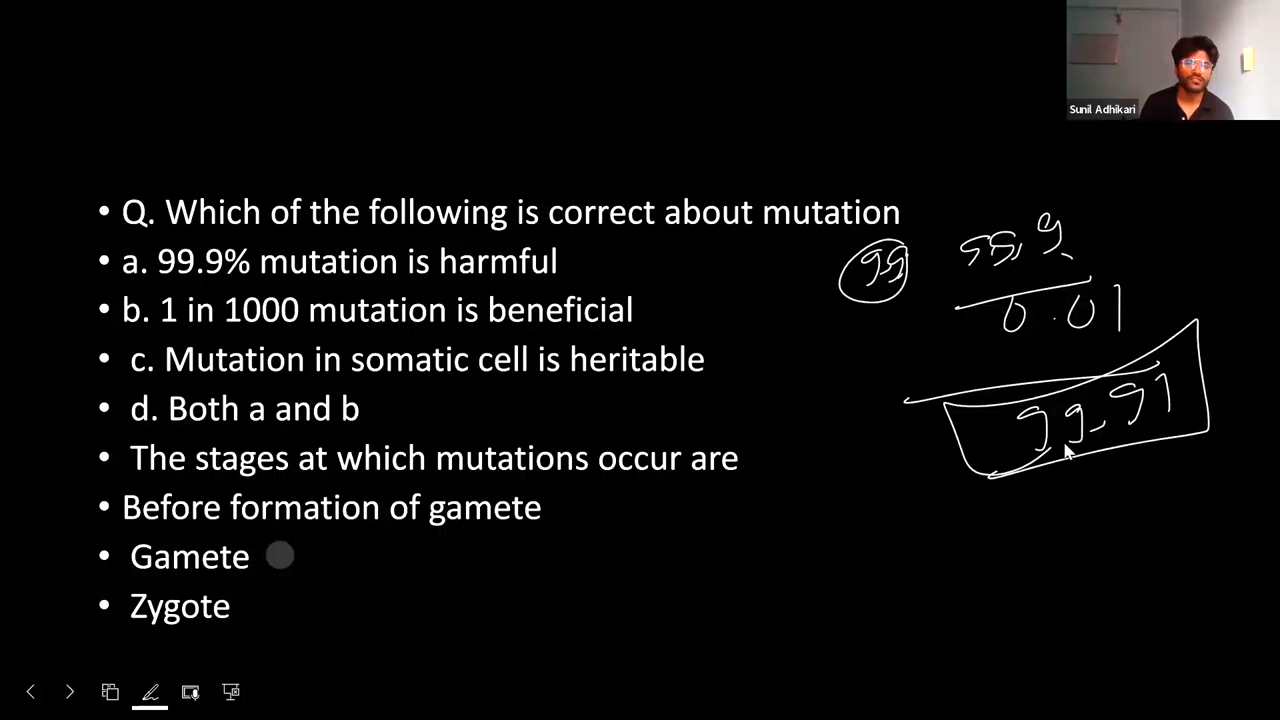 Sunil Adhikari
• Q. Which of the following is correct about mutation
• a. 99.9% mutation is harmful
• b. 1 in 1000 mutation is beneficial
• c. Mutation in somatic cell is heritable
• d. Both a and b
• The stages at which mutations occur are
• Before formation of gamete
• Gamete
• Zygote
99
99.9
0.01
99.91